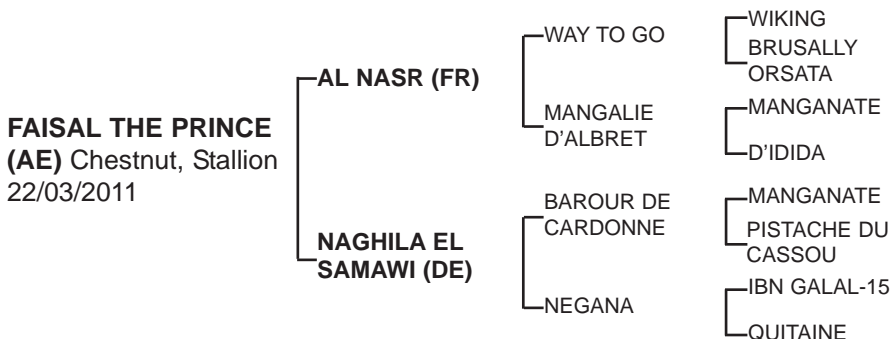 FAISAL THE PRINCE
(AE) Chestnut, Stallion
22/03/2011
AL NASR (FR)
NAGHILA EL
SAMAWI (DE)
WAY TO GO
MANGALIE
D'ALBRET
BAROUR DE
CARDONNE
NEGANA
WIKING
BRUSALLY
ORSATA
MANGANATE
D'IDIDA
MANGANATE
PISTACHE DU
CASSOU
IBN GALAL-15
QUITAINE